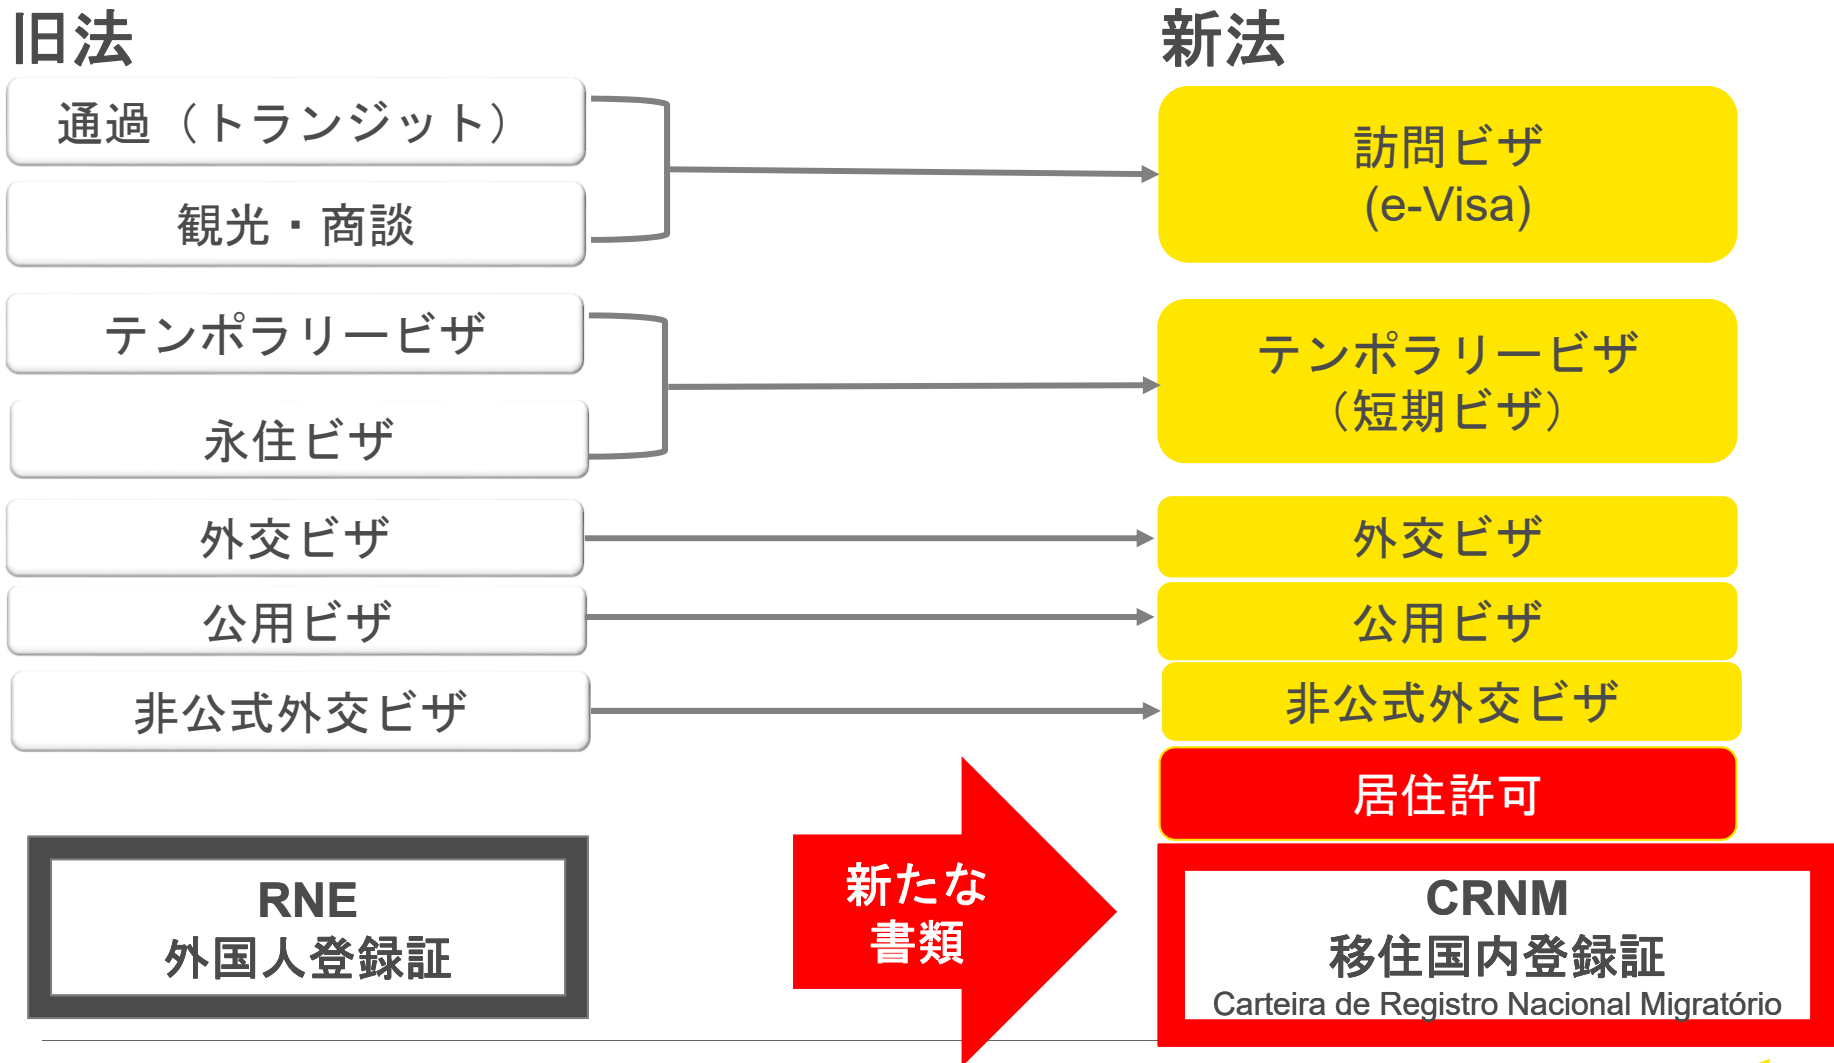 旧法
新法
通過（トランジット）
観光・商談
訪問ビザ
(e-Visa)
テンポラリービザ
永住ビザ
テンポラリービザ
（短期ビザ）
外交ビザ
外交ビザ
公用ビザ
公用ビザ
非公式外交ビザ
非公式外交ビザ
居住許可
RNE
外国人登録証
新たな
書類
CRNM
移住国内登録証
Carteira de Registro Nacional Migratório